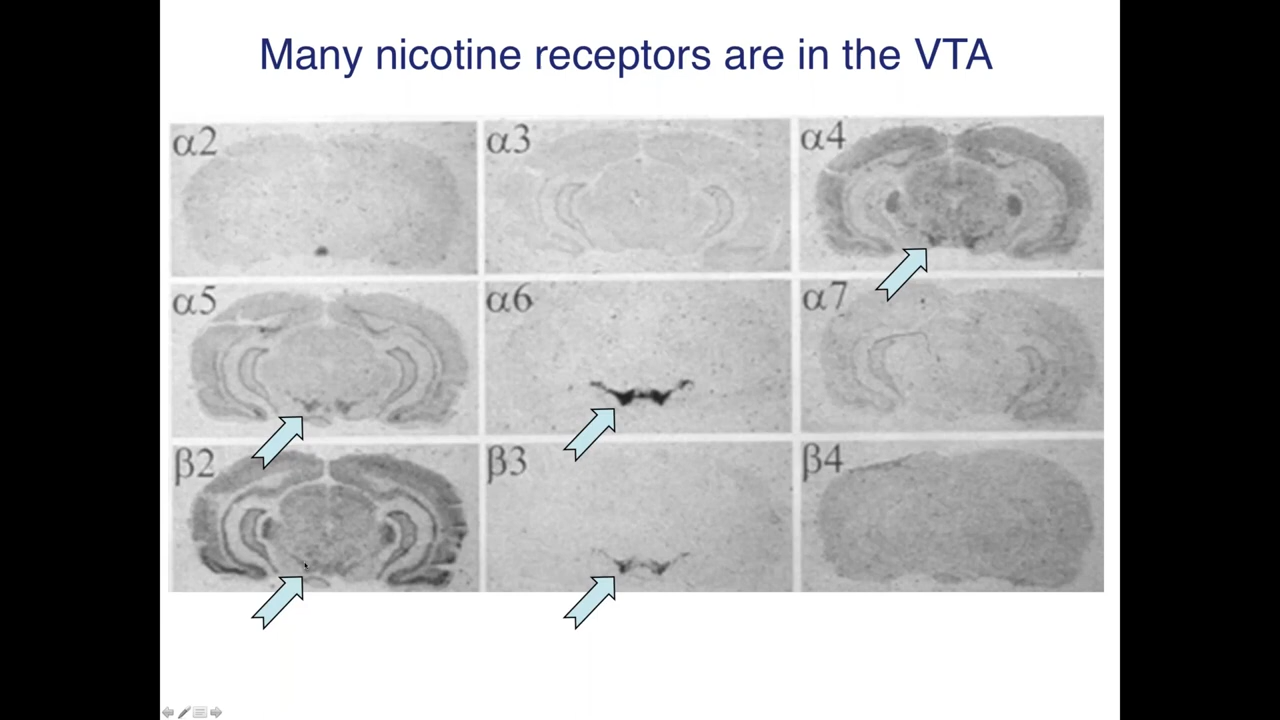 Many nicotine receptors are in the VTA
α2
α3
α4
α5
α6
α7
β2
β3
β4